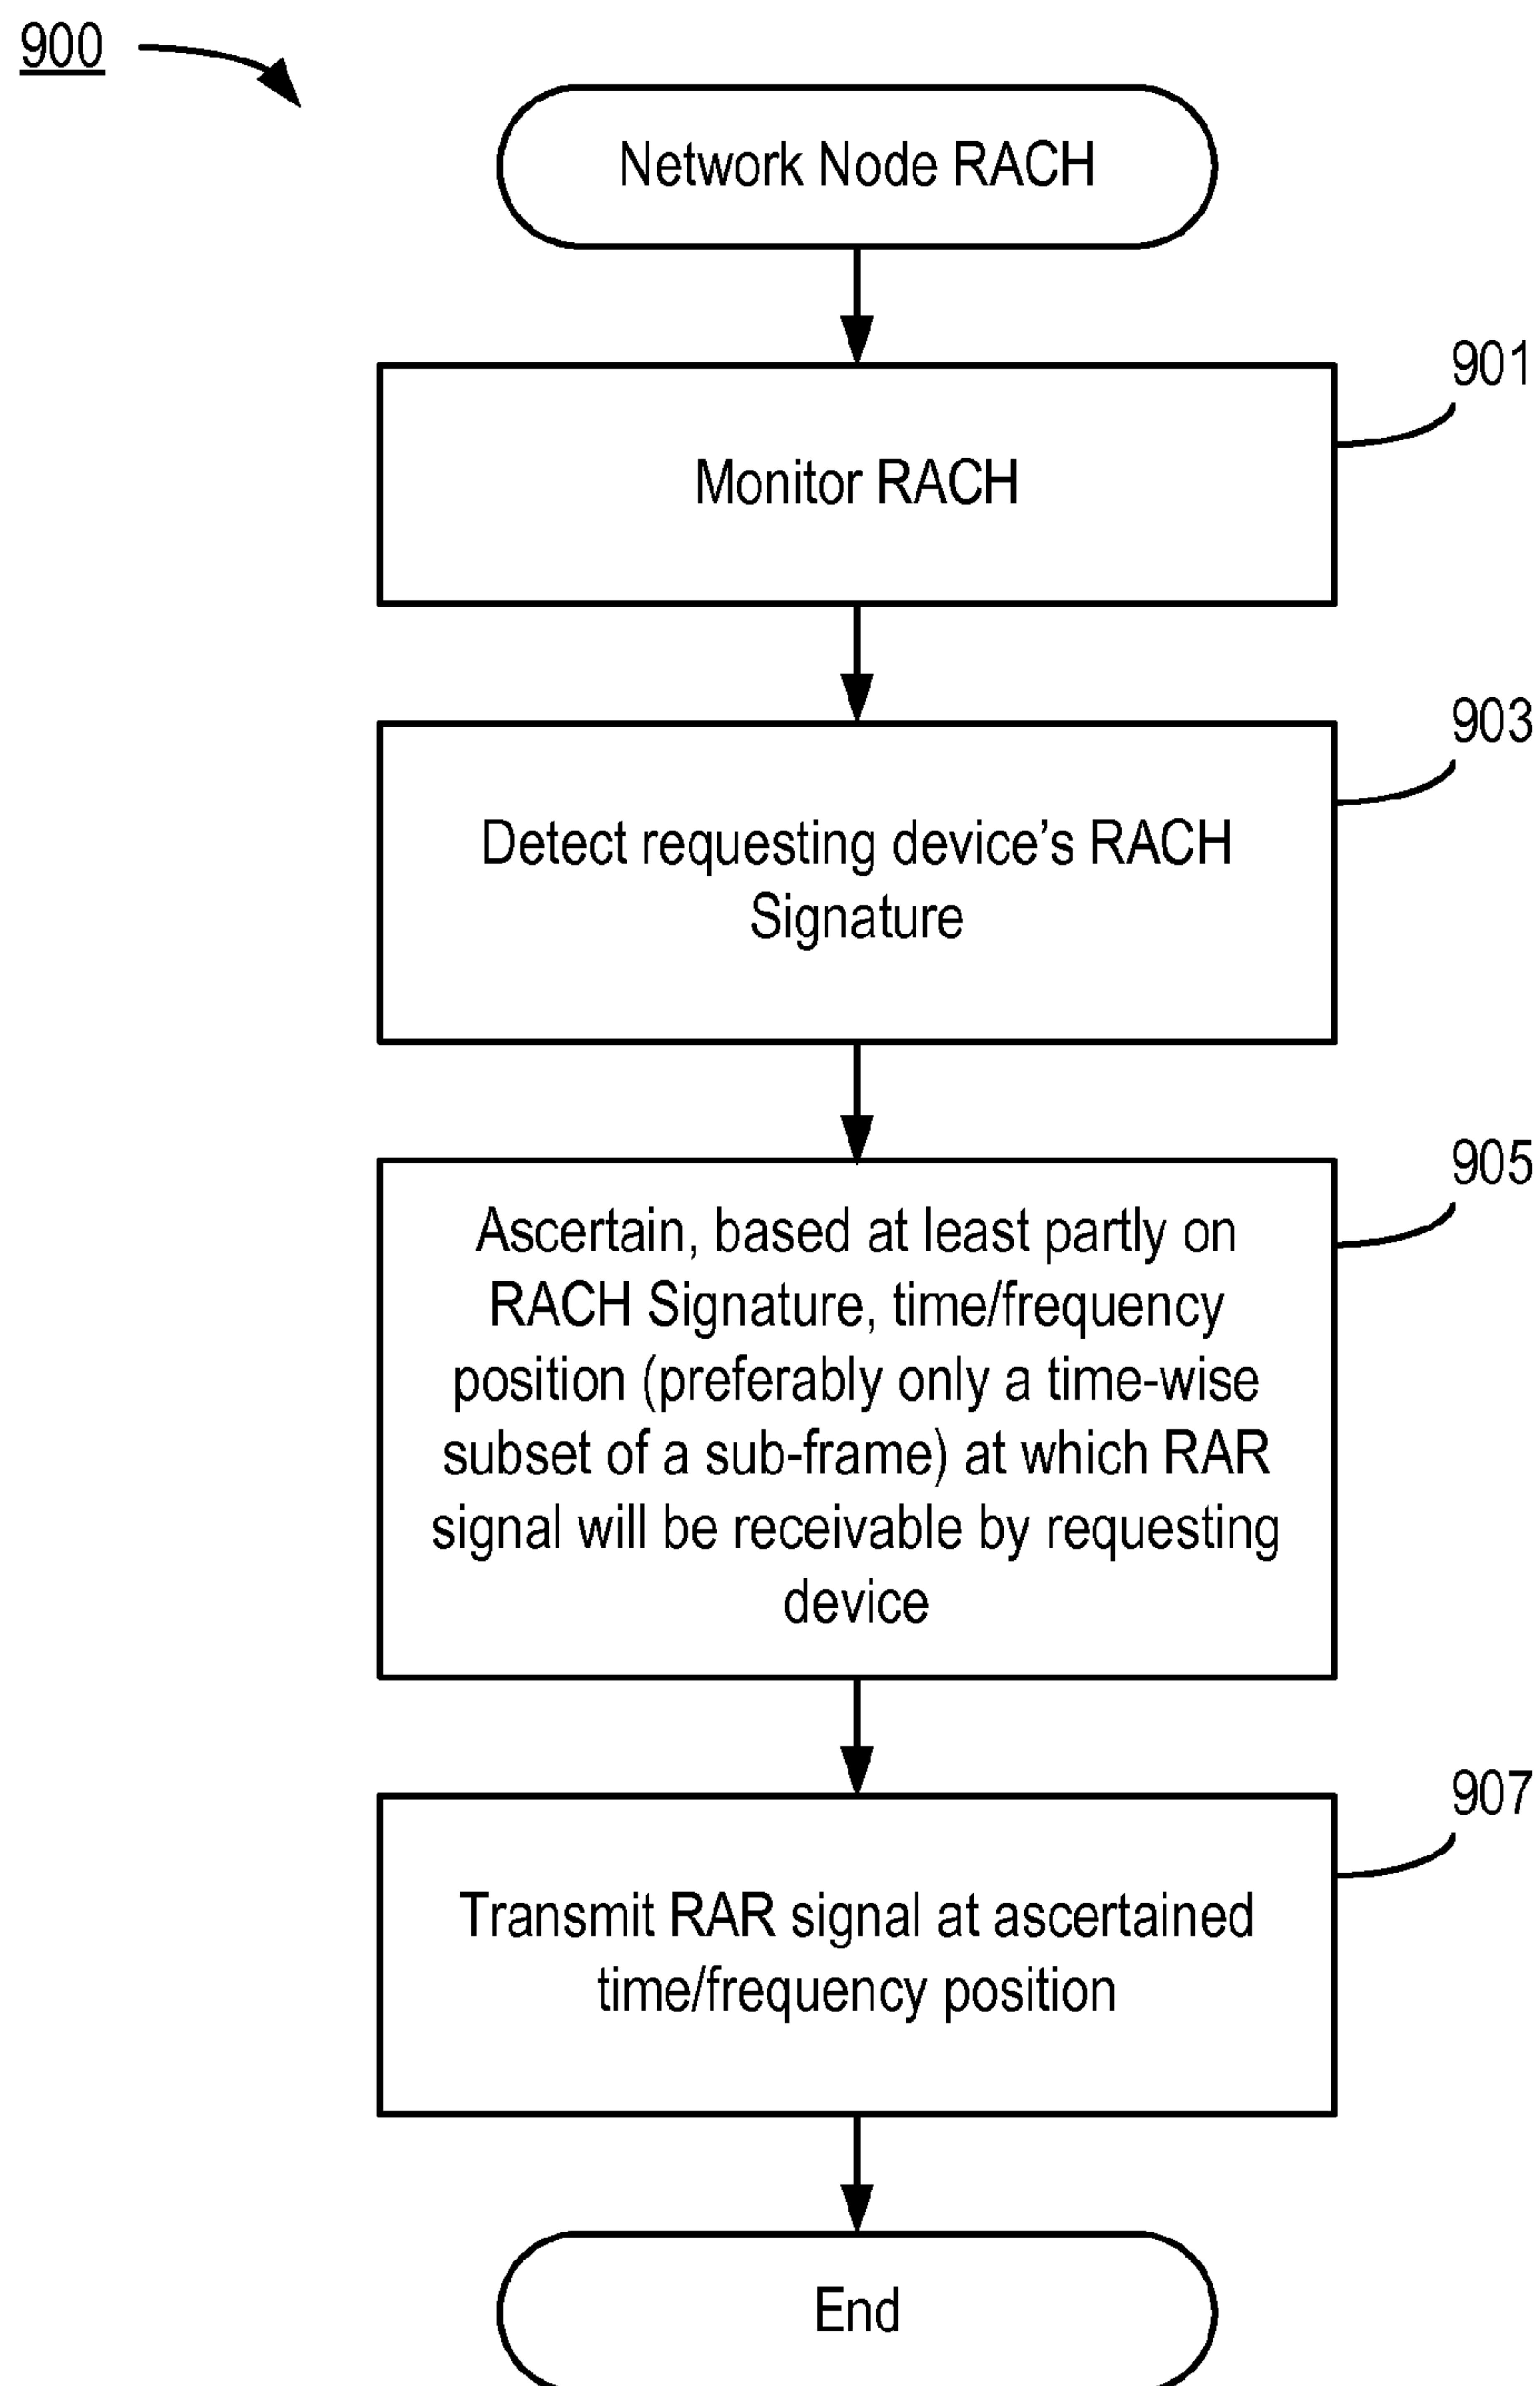 900
Network Node RACH
901
Monitor RACH
903
Detect requesting device’s RACH
Signature
905
Ascertain, based at least partly on
RACH Signature, time/frequency
position (preferably only a time-wise
subset of a sub-frame) at which RAR
signal will be receivable by requesting
device
907
Transmit RAR signal at ascertained
time/frequency position
End